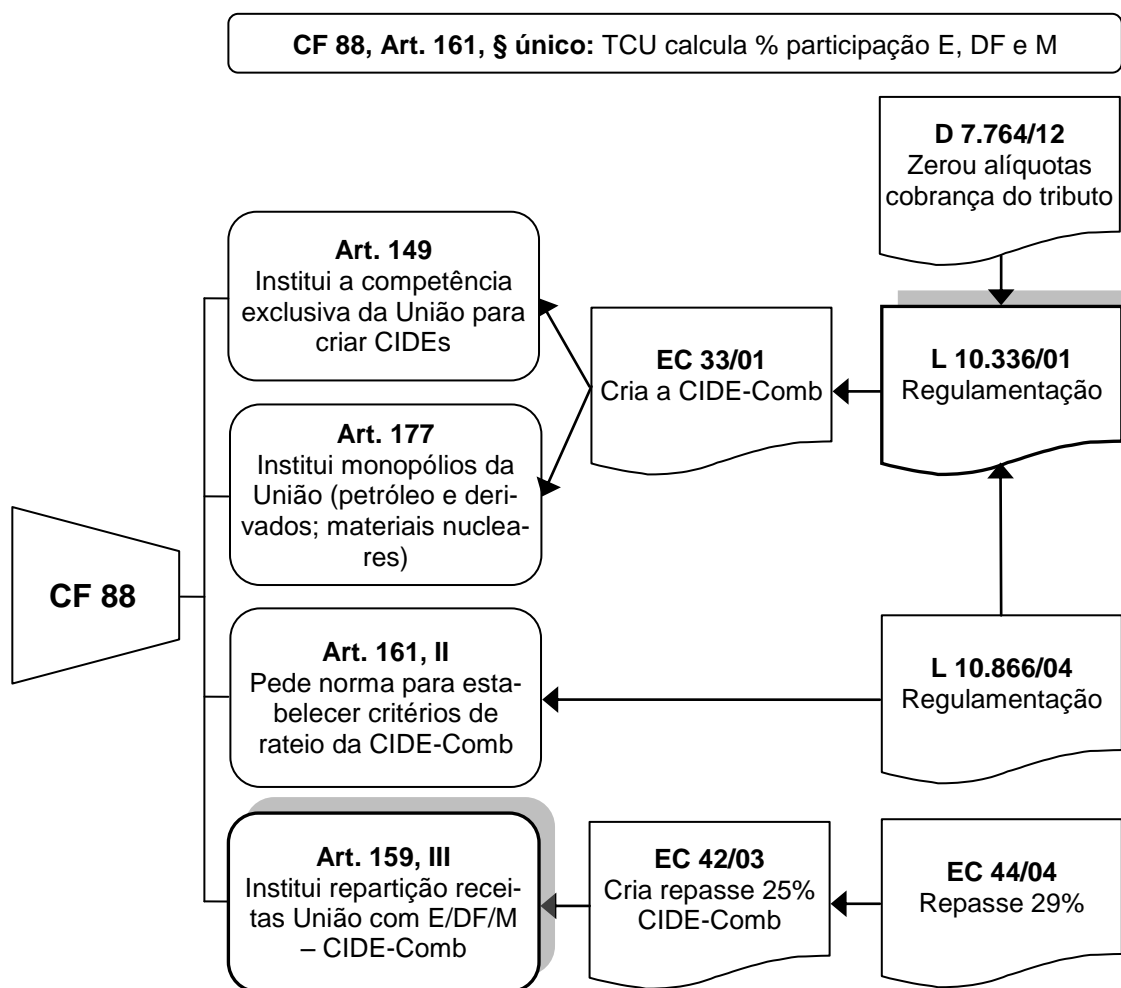 CF 88, Art. 161, § único: TCU calcula % participação E, DF e M
D 7.764/12
Zerou alíquotas
cobrança do tributo
Art. 149
Institui a competência
exclusiva da União para
criar CIDEs
EC 33/01
Cria a CIDE-Comb
L 10.336/01
Regulamentação
Art. 177
Institui monopólios da
União (petróleo e deri-
vados; materiais nuclea-
res)
CF 88
Art. 161, II
Pede norma para esta-
belecer critérios de
rateio da CIDE-Comb
L 10.866/04
Regulamentação
Art. 159, III
Institui repartição recei-
tas União com E/DF/M
– CIDE-Comb
EC 42/03
Cria repasse 25%
CIDE-Comb
EC 44/04
Repasse 29%